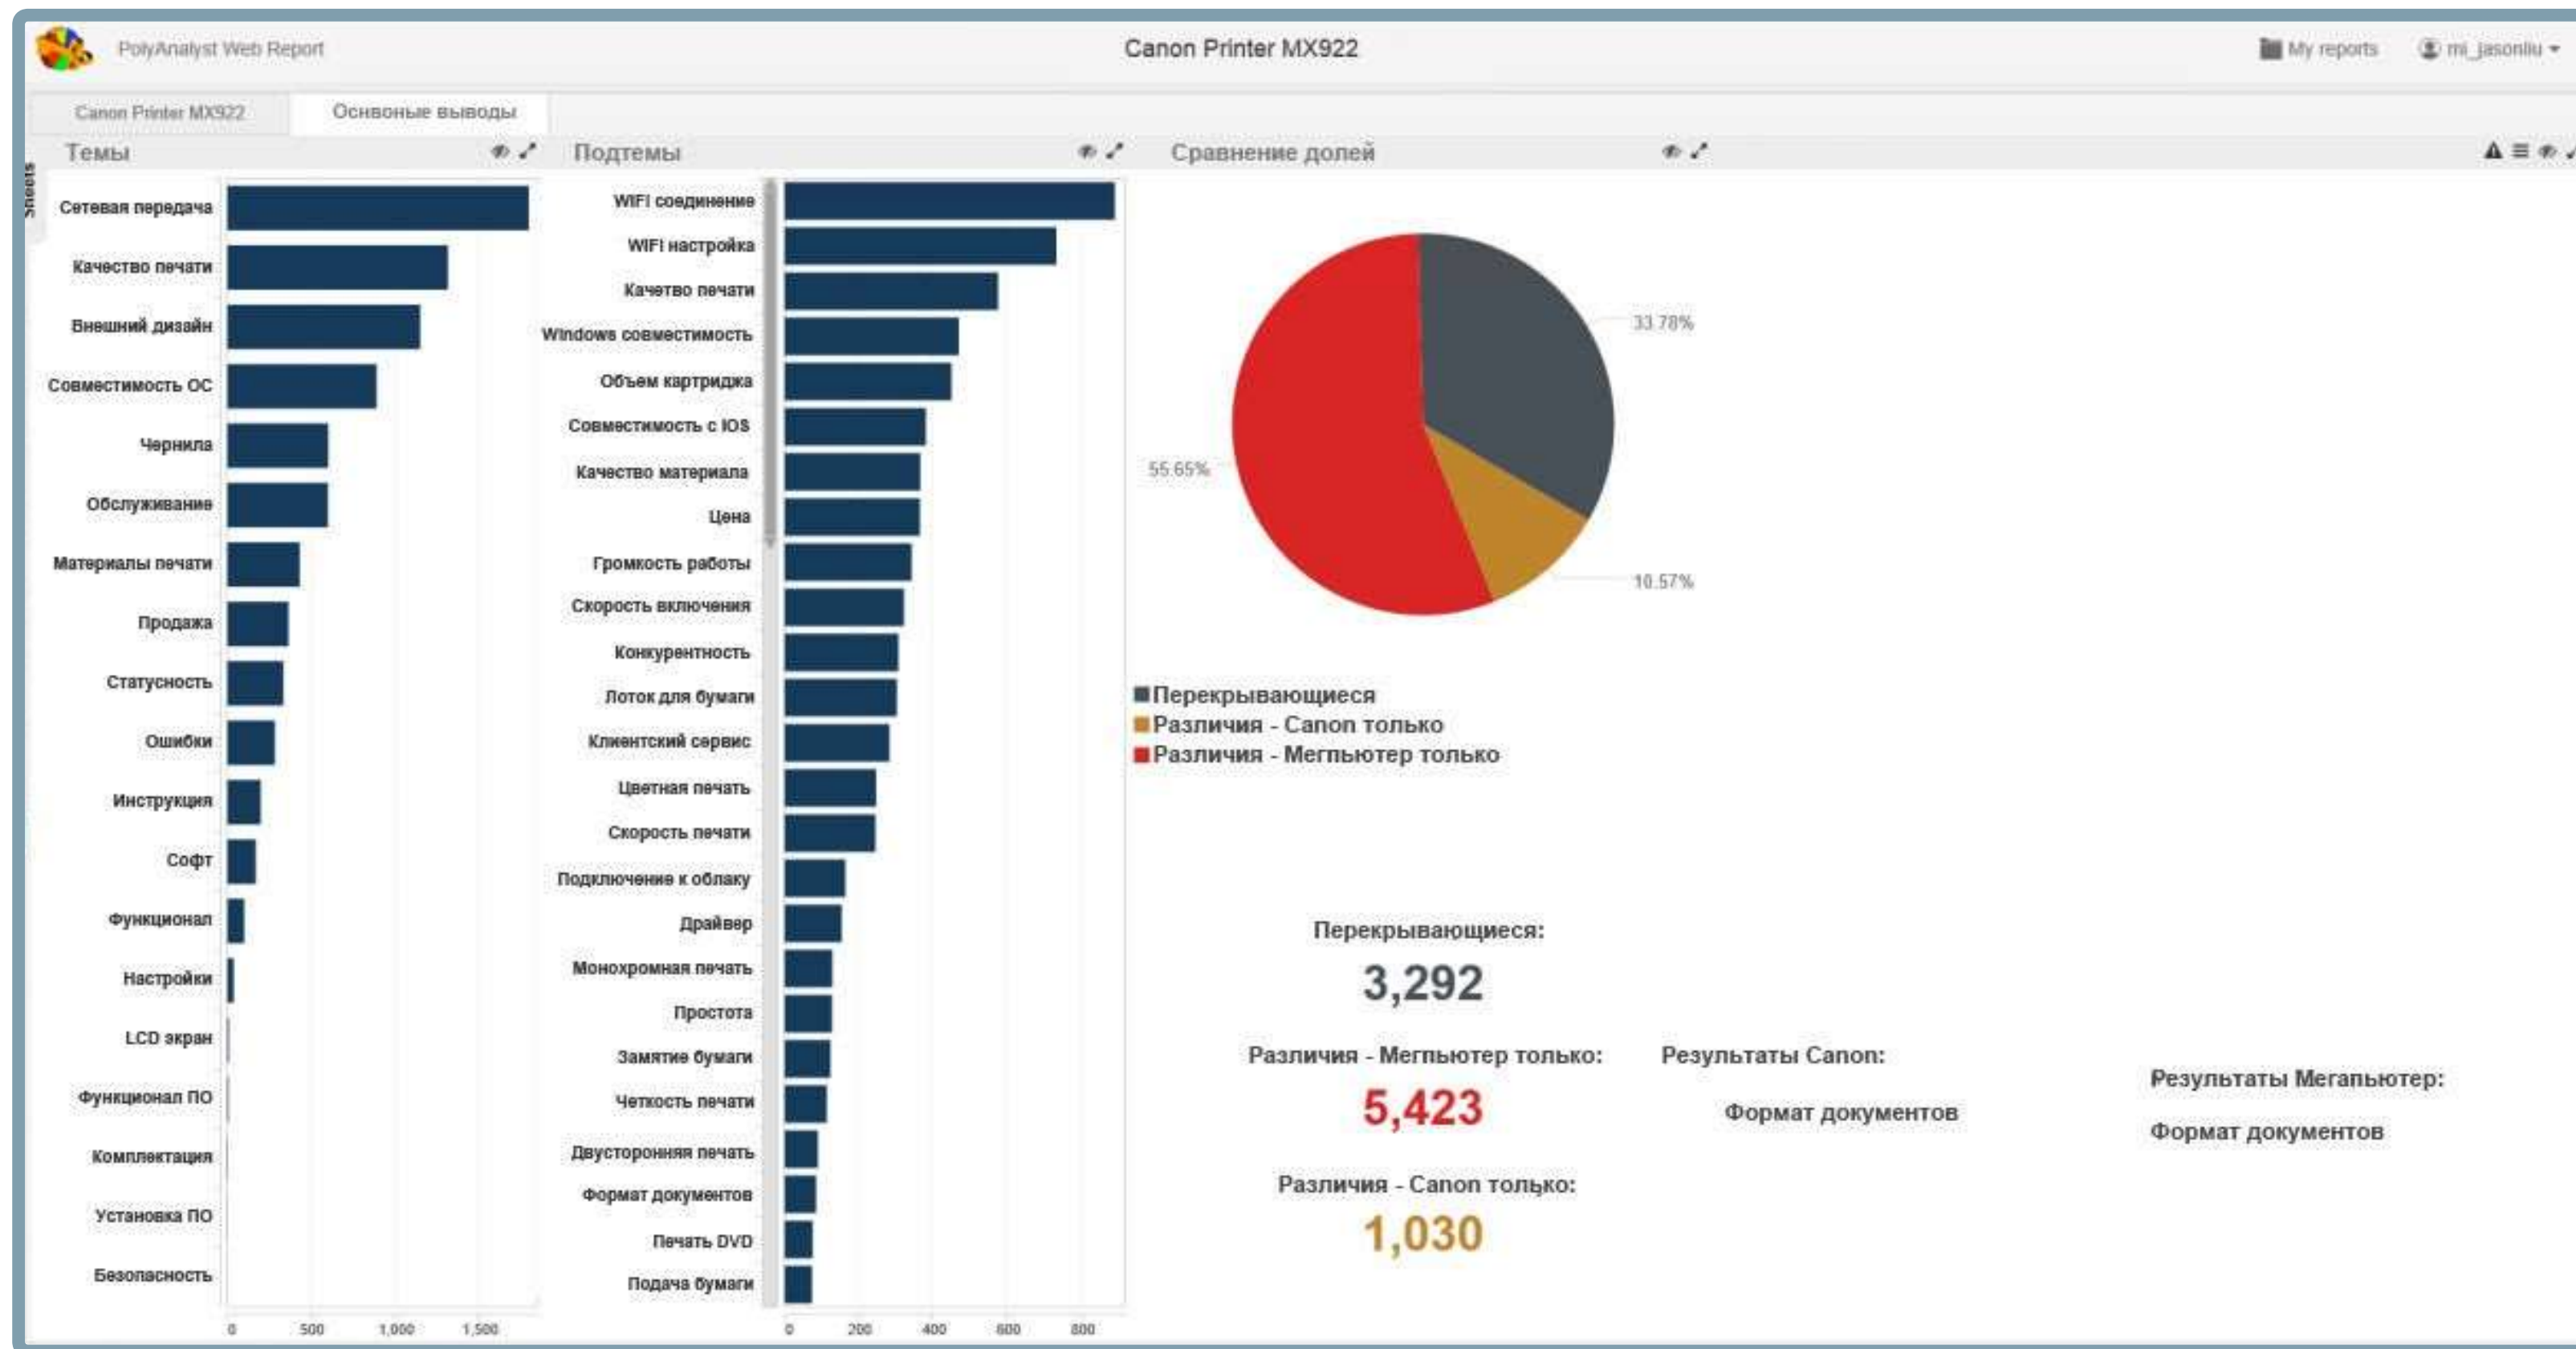 PolyAnalyst Web Report
Canon Printer MX922
My reports
mi_jasonliu
Canon Printer MX922
Оснвоные выводы
Sheets
Темы
Подтемы
Сравнение долей
Сетевая передача
Качество печати
Внешний дизайн
Совместимость ОС
Чернила
Обслуживание
Материалы печати
Продажа
Статусность
Ошибки
Инструкция
Софт
Функционал
Настройки
LCD экран
Функционал ПО
Комплектация
Установка ПО
Безопасность
0 500 1,000 1,500
WIFI соединение
WIFI настройка
Качетво печати
Windows совместимость
Объем картриджа
Совместимость с IOS
Качество материала
Цена
Громкость работы
Скорость включения
Конкурентность
Лоток для бумаги
Клиентский сервис
Цветная печать
Скорость печати
Подключение к облаку
Драйвер
Монохромная печать
Простота
Замятие бумаги
Четкость печати
Двусторонняя печать
Формат документов
Печать DVD
Подача бумаги
0 200 400 600 800
33.78%
55.65%
10.57%
Перекрывающиеся
Различия - Canon только
Различия - Мегпьютер только
Перекрывающиеся:
3,292
Различия - Мегпьютер только:
5,423
Различия - Canon только:
1,030
Результаты Canon:
Формат документов
Результаты Мегапьютер:
Формат документов